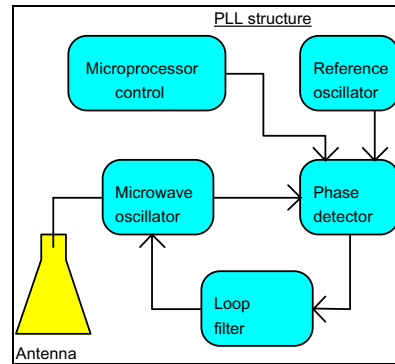 PLL structure
Microprocessor
control
Reference
oscillator
Microwave
oscillator
Phase
detector
Loop
filter
Antenna